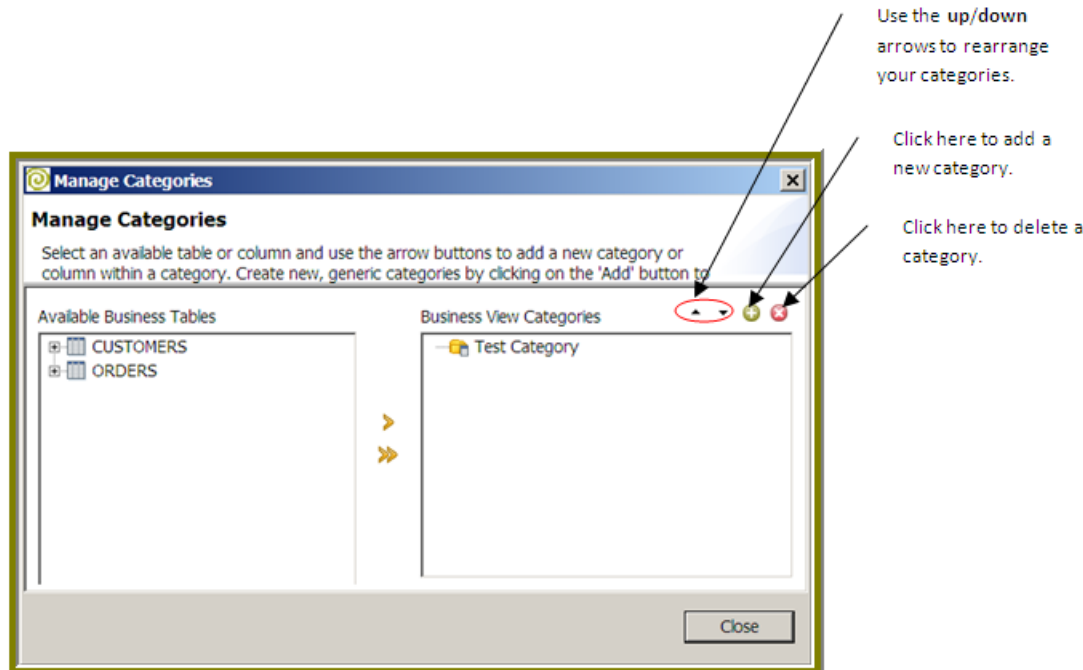 Use the up/down
arrows to rearrange
your categories.
Click here to add a
new category.
Click here to delete a
category.
Manage Categories
Manage Categories
Select an available table or column and use the arrow buttons to add a new category or
column within a category. Create new, generic categories by clicking on the 'Add' button to
Available Business Tables
Business View Categories
CUSTOMERS
ORDERS
Test Category
Close